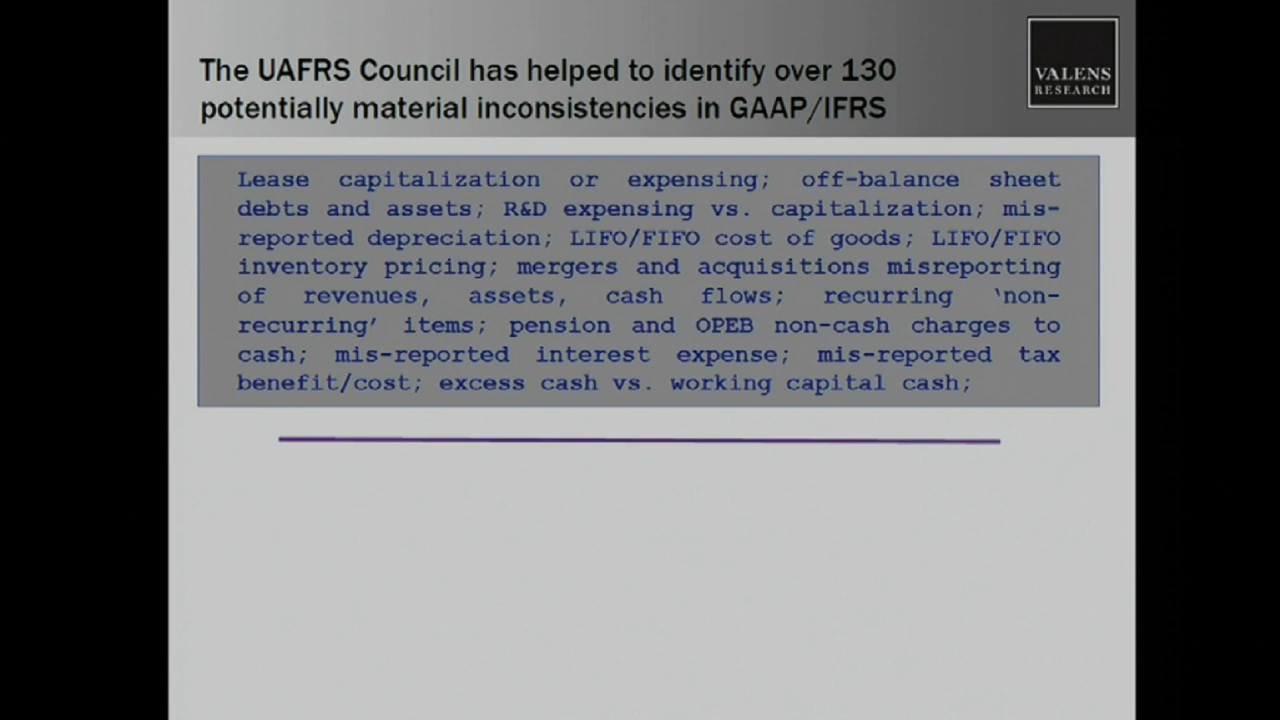 The UAFRS Council has helped to identify over 130
potentially material inconsistencies in GAAP/IFRS
VALENS
RESEARCH
Lease capitalization or expensing; off-balance sheet
debts and assets; R&D expensing vs. capitalization; mis-
reported depreciation; LIFO/FIFO cost of goods; LIFO/FIFO
inventory pricing; mergers and acquisitions misreporting
of revenues, assets, cash flows; recurring ‘non-
recurring’ items; pension and OPEB non-cash charges to
cash; mis-reported interest expense; mis-reported tax
benefit/cost; excess cash vs. working capital cash;